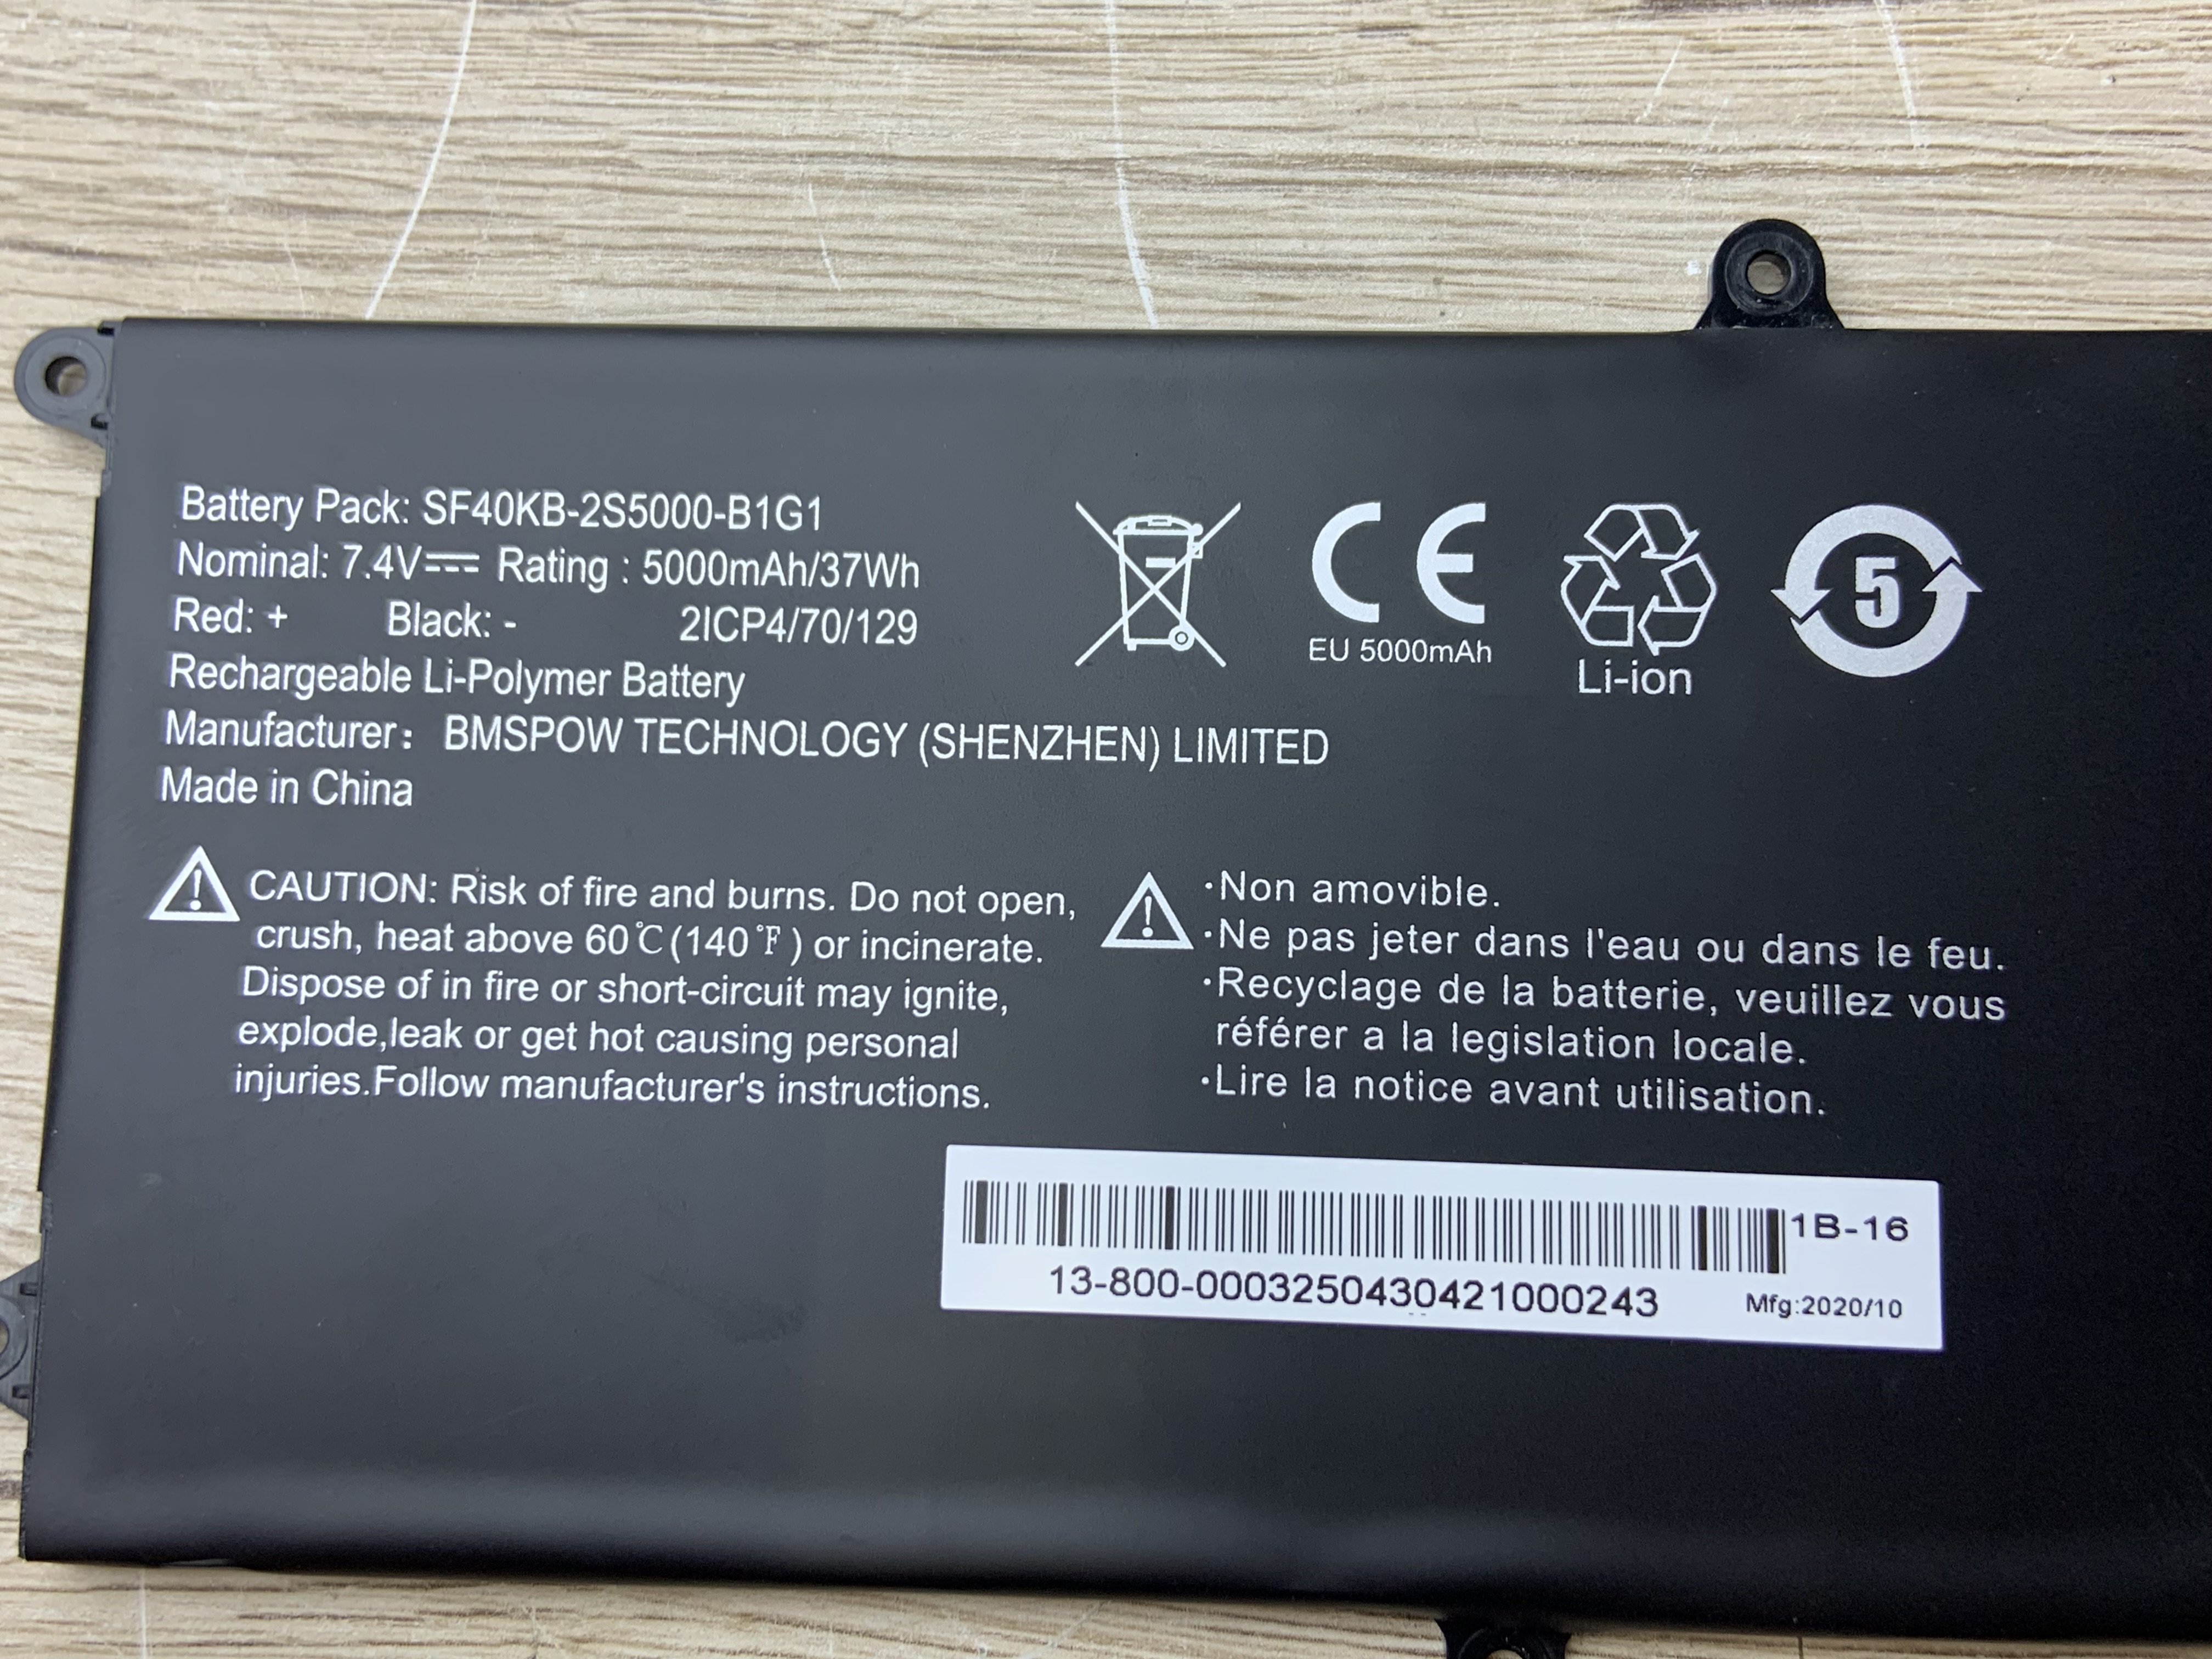 Battery Pack: SF40KB-2S5000-B1G1
Nominal: 7.4V⎓ Rating : 5000mAh/37Wh
Red: + Black: - 2ICP4/70/129
Rechargeable Li-Polymer Battery
Manufacturer： BMSPOW TECHNOLOGY (SHENZHEN) LIMITED
Made in China
CE
EU 5000mAh
Li-ion
5
CAUTION: Risk of fire and burns. Do not open,
crush, heat above 60℃(140℉) or incinerate.
Dispose of in fire or short-circuit may ignite,
explode,leak or get hot causing personal
injuries.Follow manufacturer's instructions.
·Non amovible.
·Ne pas jeter dans l'eau ou dans le feu.
·Recyclage de la batterie, veuillez vous
référer a la legislation locale.
·Lire la notice avant utilisation.
1B-16
13-800-0003250430421000243
Mfg:2020/10